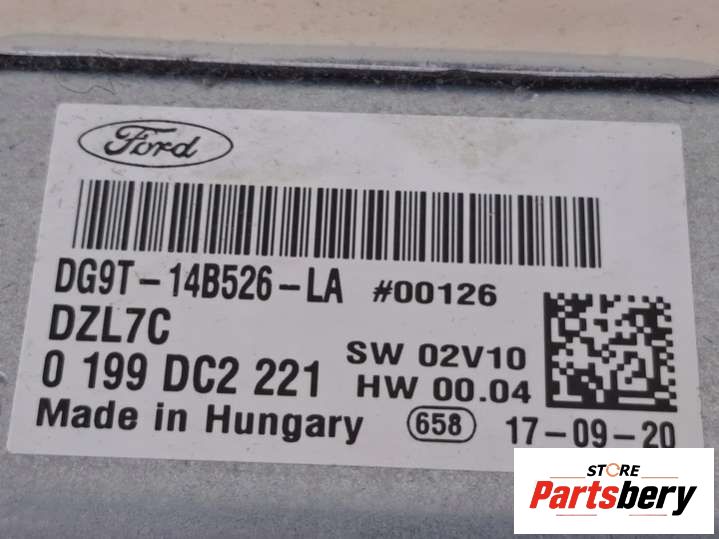 Ford
DG9T-14B526-LA #00126
DZL7C
0 199 DC2 221
SW 02V10
HW 00.04
Made in Hungary 658 17-09-20
STORE
Partsbery